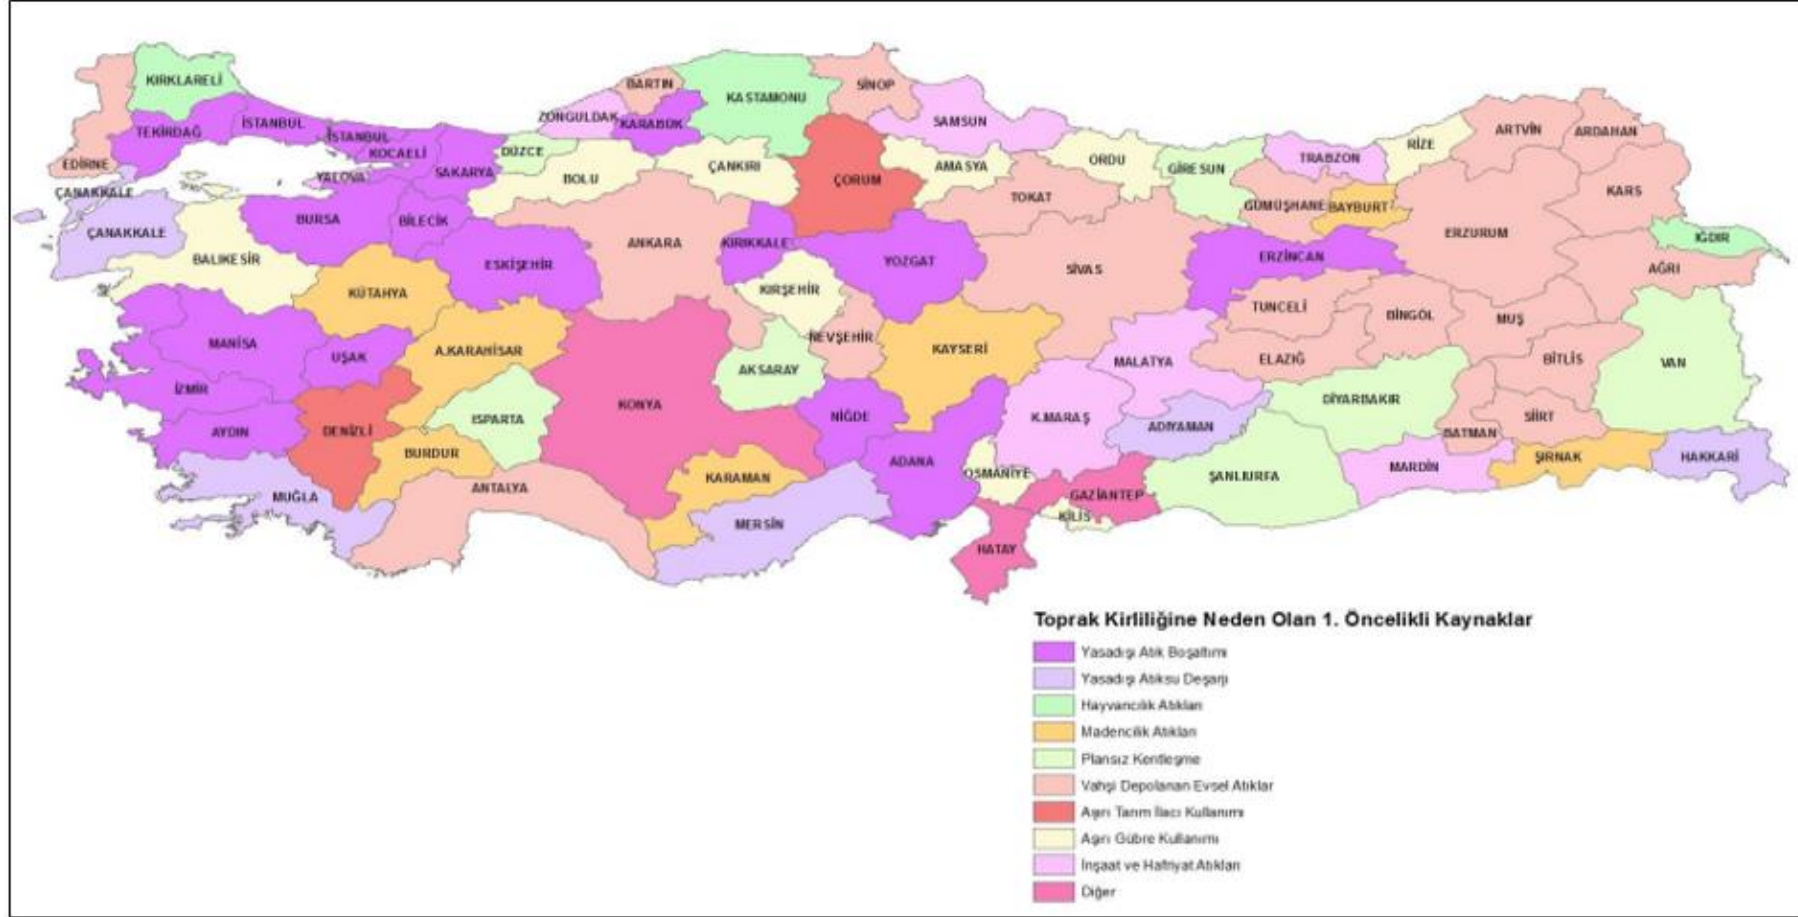 KIRKLARELİ
EDİRNE
TEKİRDAĞ
İSTANBUL
İSTANBUL
KOCAELİ
YALOVA
SAKARYA
DÜZCE
ZONGULDAK
BARTIN
KARABÜK
KASTAMONU
SİNOP
SAMSUN
BOLU
ÇANKIRI
ÇORUM
AMASYA
ORDU
GİRESUN
TRABZON
RİZE
ARTVİN
ARDAHAN
ÇANAKKALE
ÇANAKKALE
BALIKESİR
BURSA
BİLECİK
ESKİŞEHİR
ANKARA
KIRIKKALE
YOZGAT
TOKAT
SİVAS
GÜMÜŞHANE
BAYBURT
ERZİNCAN
ERZURUM
KARS
IĞDIR
AĞRI
KÜTAHYA
MANİSA
UŞAK
A.KARAHİSAR
KIRŞEHİR
NEVŞEHİR
KAYSERİ
AKSARAY
MALATYA
TUNCELİ
ELAZIĞ
BİNGÖL
MUŞ
BİTLİS
VAN
İZMİR
AYDIN
DENİZLİ
ISPARTA
BURDUR
KONYA
NİĞDE
ADANA
K.MARAŞ
ADIYAMAN
DİYARBAKIR
BATMAN
SİİRT
ŞIRNAK
HAKKARİ
MARDİN
ŞANLIURFA
GAZİANTEP
KİLİS
OSMANİYE
HATAY
MUĞLA
ANTALYA
KARAMAN
MERSİN
Toprak Kirliliğine Neden Olan 1. Öncelikli Kaynaklar
Yasadışı Atık Boşaltımı
Yasadışı Atıksu Deşarjı
Hayvancılık Atıkları
Madencilik Atıkları
Plansız Kentleşme
Vahşi Depolanan Evsel Atıklar
Aşırı Tarım İlacı Kullanımı
Aşırı Gübre Kullanımı
İnşaat ve Hafriyat Atıkları
Diğer